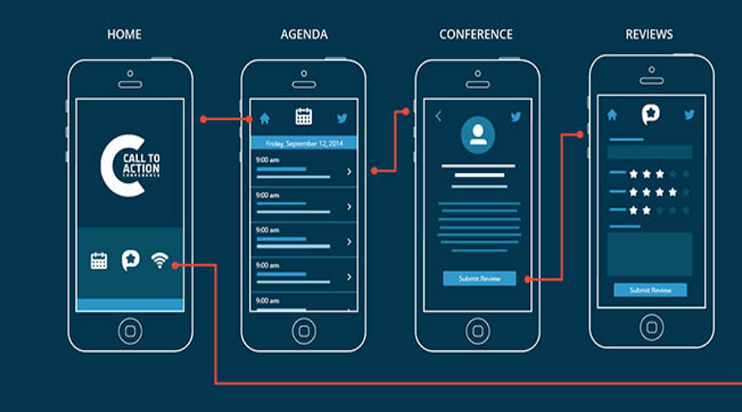 HOME
AGENDA
CONFERENCE
REVIEWS
CALL TO
ACTION
CONFERENCE
Friday, September 12, 2014
9:00 am
9:00 am
9:00 am
9:00 am
9:00 am
Submit Review
Submit Review